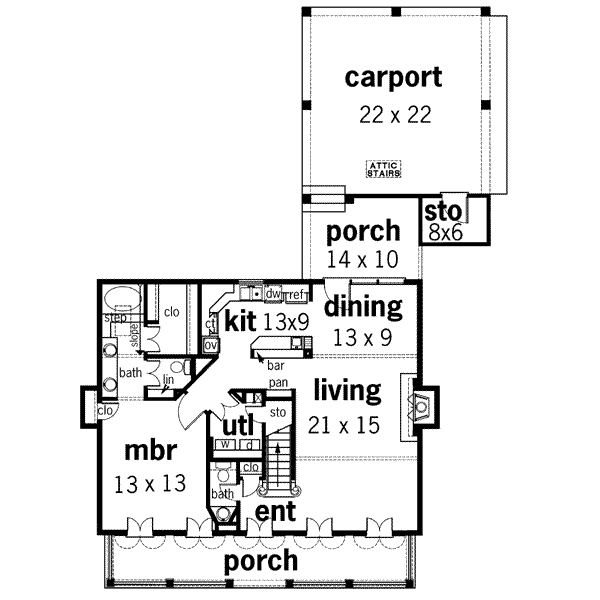 carport
22 x 22
ATTIC
STAIRS
sto
8x6
porch
14 x 10
dw
ref
clo
step
slope
ct
kit 13x9
dining
13 x 9
ov
bar
pan
bath
lin
living
21 x 15
clo
sto
utl
w d
mbr
13 x 13
clo
bath
ent
porch